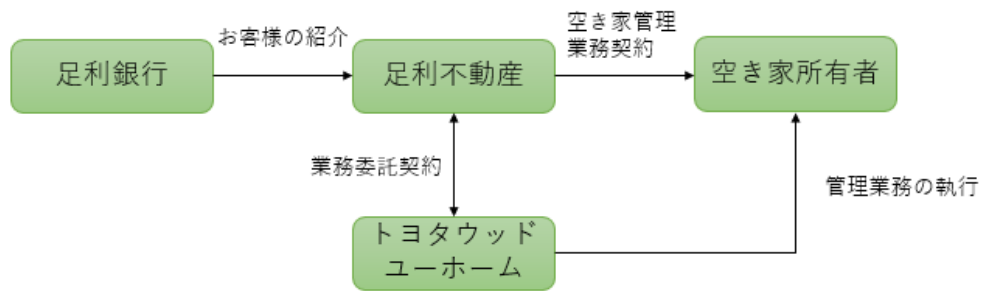 お客様の紹介
空き家管理
業務契約
足利銀行
足利不動産
空き家所有者
業務委託契約
管理業務の執行
トヨタウッド
ユーホーム